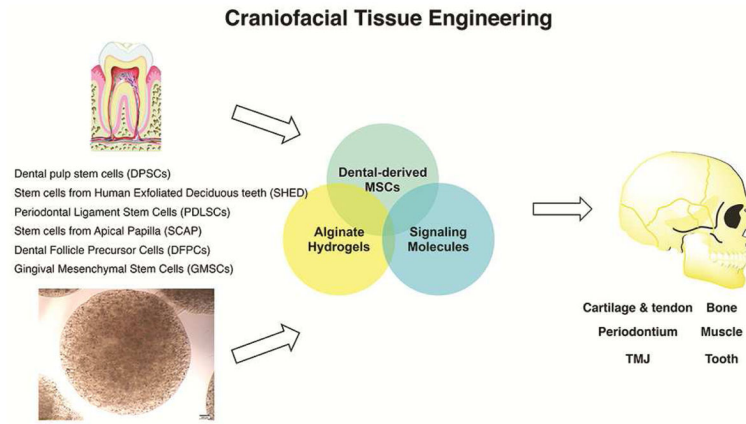 Craniofacial Tissue Engineering
Dental pulp stem cells (DPSCs)
Stem cells from Human Exfoliated Deciduous teeth (SHED)
Periodontal Ligament Stem Cells (PDLSCs)
Stem cells from Apical Papilla (SCAP)
Dental Follicle Precursor Cells (DFPCs)
Gingival Mesenchymal Stem Cells (GMSCs)
Dental-derived
MSCs
Alginate
Hydrogels
Signaling
Molecules
Cartilage & tendon
Bone
Periodontium
Muscle
TMJ
Tooth